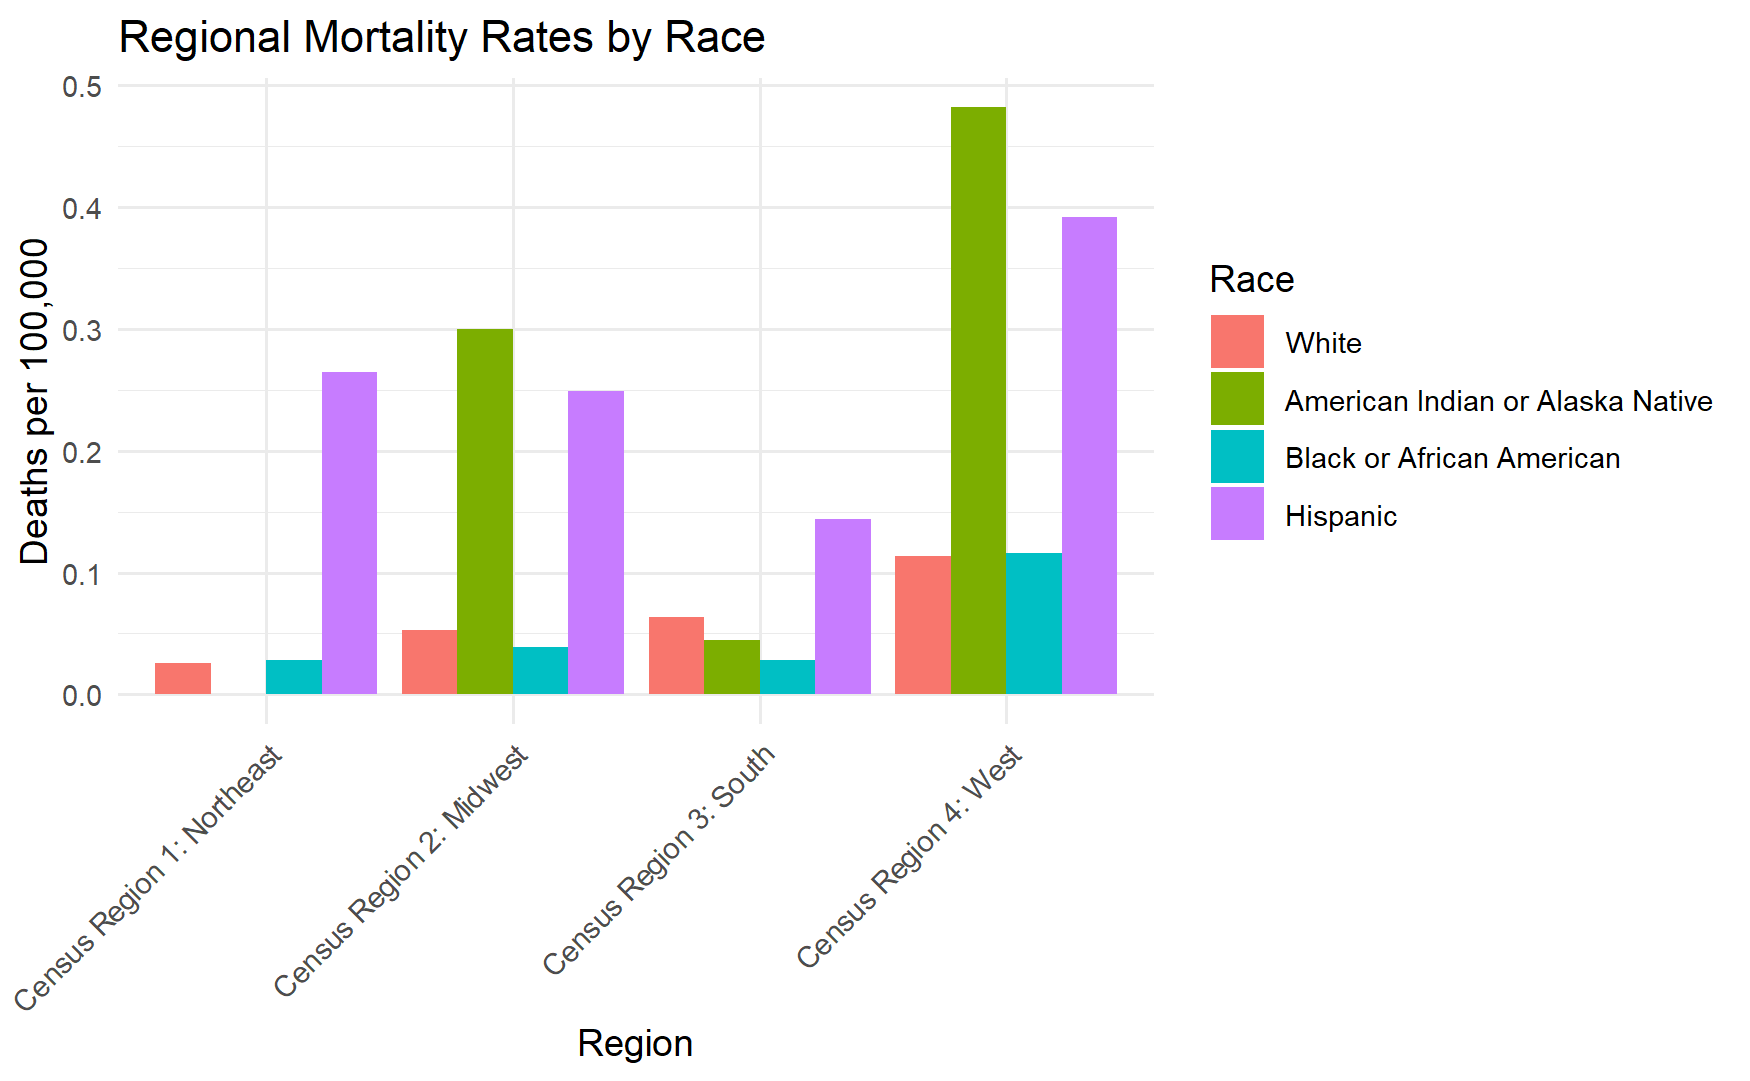 Regional Mortality Rates by Race
Deaths per 100,000
0.5
0.4
0.3
0.2
0.1
0.0
Census Region 1: Northeast
Census Region 2: Midwest
Census Region 3: South
Census Region 4: West
Region
Race
White
American Indian or Alaska Native
Black or African American
Hispanic